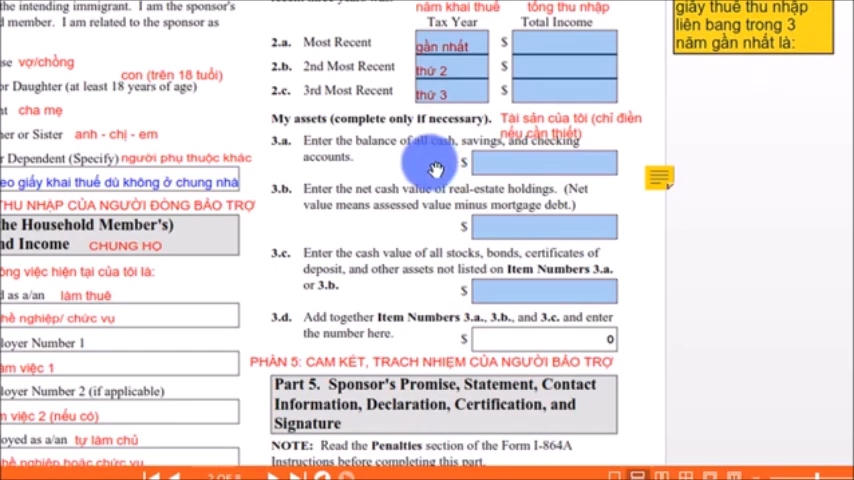 the intending immigrant. I am the sponsor's
d member. I am related to the sponsor as
se vợ/chồng
con (trên 18 tuổi)
or Daughter (at least 18 years of age)
nt cha mẹ
her or Sister anh - chị - em
r Dependent (Specify) người phụ thuộc khác
eo giấy khai thuế dù không ở chung nhà
THU NHẬP CỦA NGƯỜI ĐỒNG BẢO TRỢ
he Household Member's)
nd Income CHUNG HỌ
ông việc hiện tại của tôi là:
d as a/an làm thuê
hề nghiệp/ chức vụ
loyer Number 1
àm việc 1
loyer Number 2 (if applicable)
m việc 2 (nếu có)
oyed as a/an tự làm chủ
hề nghiệp hoặc chức vụ
năm khai thuế tổng thu nhập
Tax Year Total Income
2.a. Most Recent gần nhất $
2.b. 2nd Most Recent thứ 2 $
2.c. 3rd Most Recent thứ 3 $
My assets (complete only if necessary). Tài sản của tôi (chỉ điền
nếu cần thiết)
3.a. Enter the balance of all cash, savings, and checking
accounts.
$
3.b. Enter the net cash value of real-estate holdings. (Net
value means assessed value minus mortgage debt.)
$
3.c. Enter the cash value of all stocks, bonds, certificates of
deposit, and other assets not listed on Item Numbers 3.a.
or 3.b.
$
3.d. Add together Item Numbers 3.a., 3.b., and 3.c. and enter
the number here.
$ 0
PHẦN 5: CAM KẾT, TRACH NHIỆM CỦA NGƯỜI BẢO TRỢ
Part 5. Sponsor's Promise, Statement, Contact
Information, Declaration, Certification, and
Signature
NOTE: Read the Penalties section of the Form I-864A
Instructions before completing this part.
giấy thuế thu nhập
liên bang trong 3
năm gần nhất là:
2 OF 8